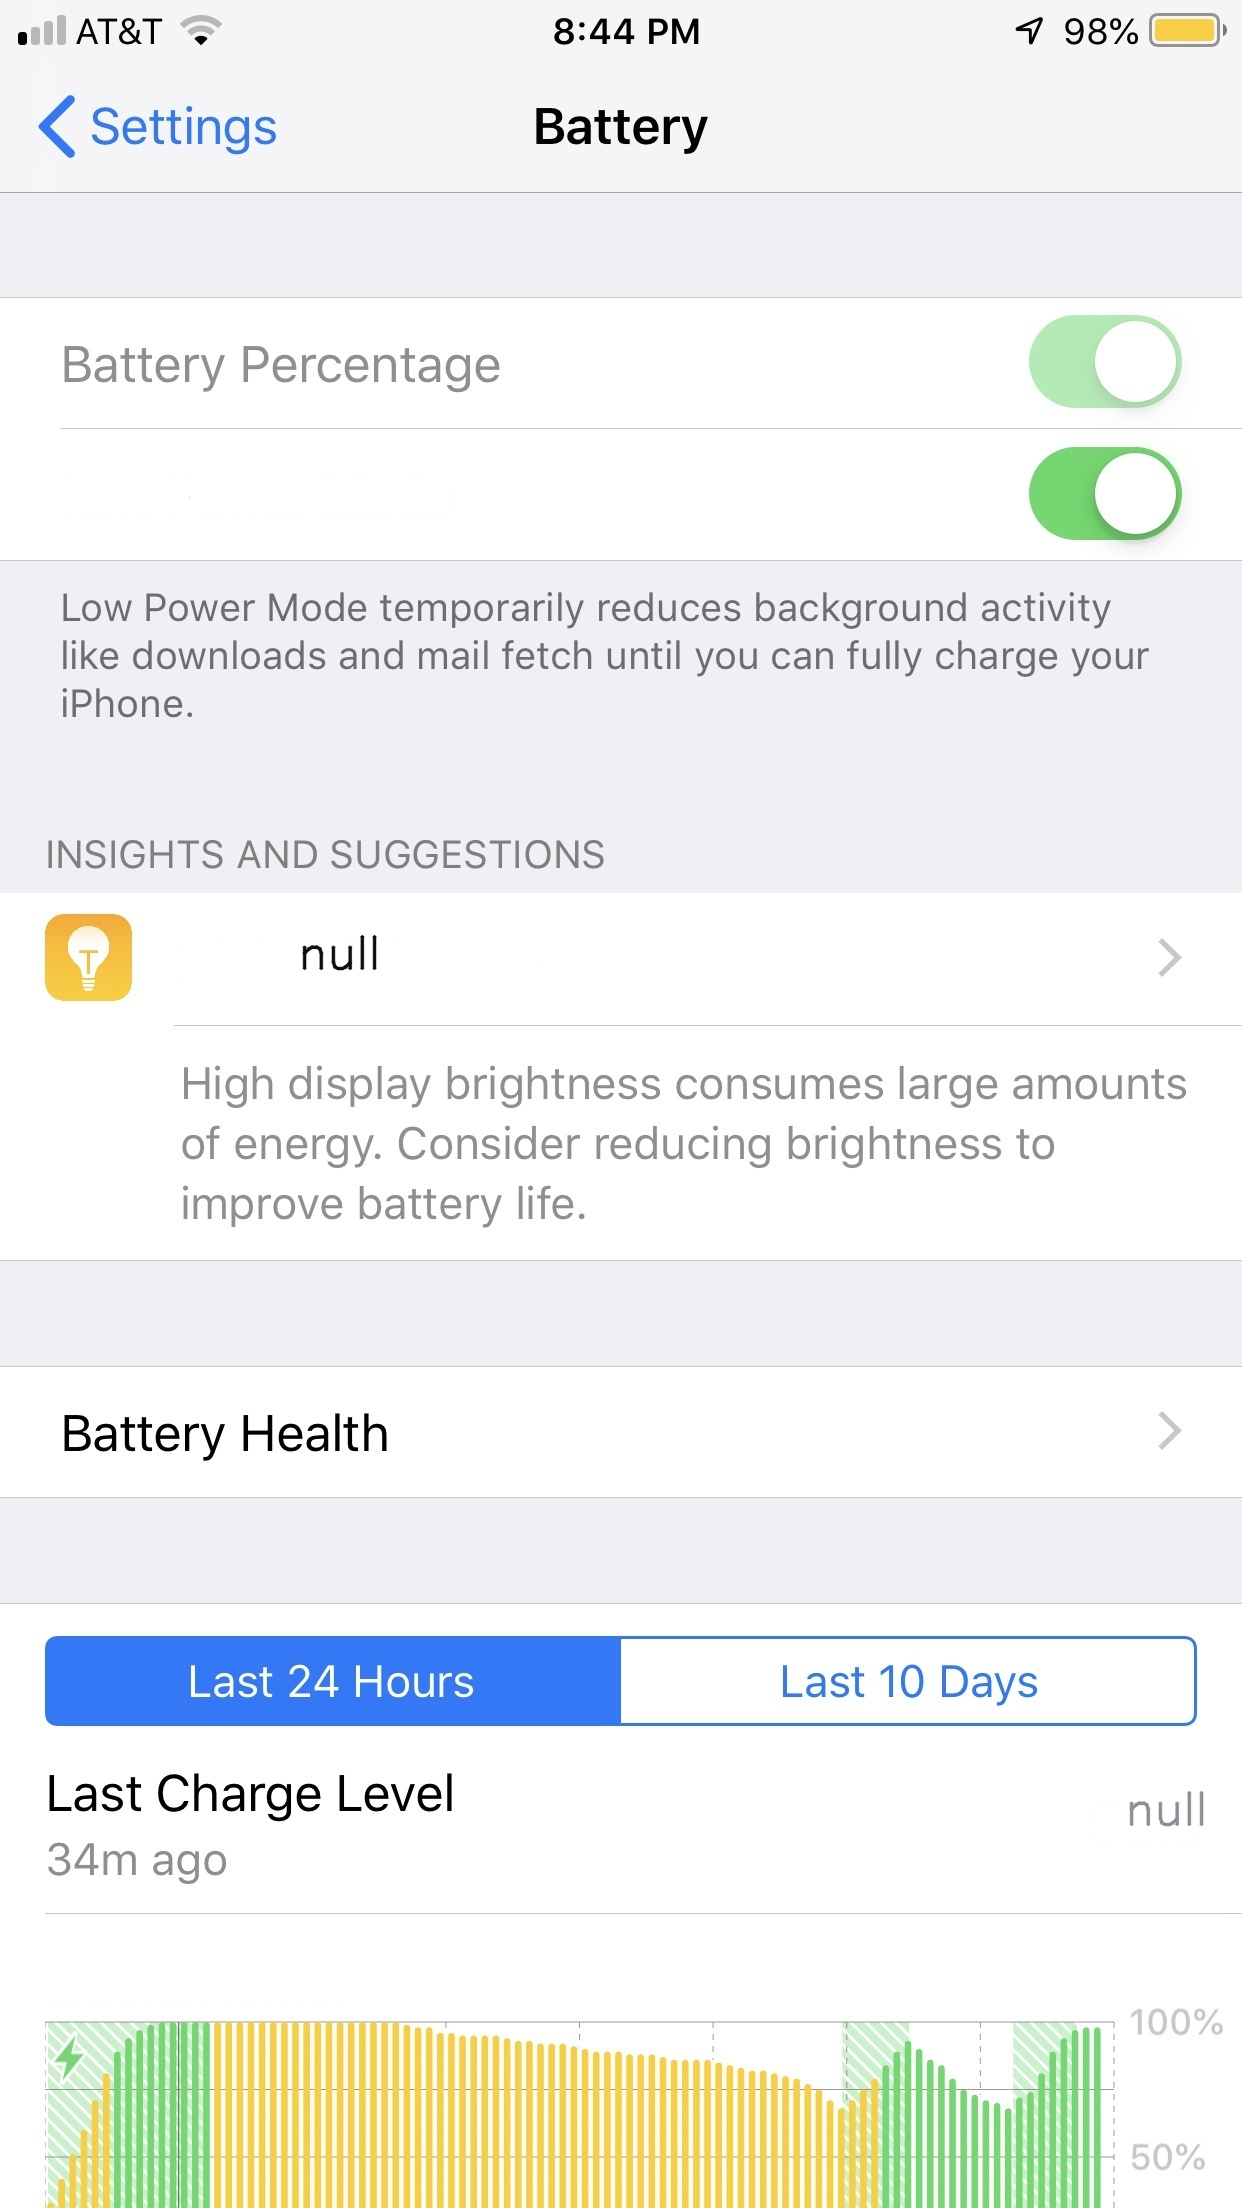 AT&T 8:44 PM 98%
Settings Battery
Battery Percentage
Low Power Mode temporarily reduces background activity
like downloads and mail fetch until you can fully charge your
iPhone.
INSIGHTS AND SUGGESTIONS
null
High display brightness consumes large amounts
of energy. Consider reducing brightness to
improve battery life.
Battery Health
Last 24 Hours Last 10 Days
Last Charge Level null
34m ago
100%
50%